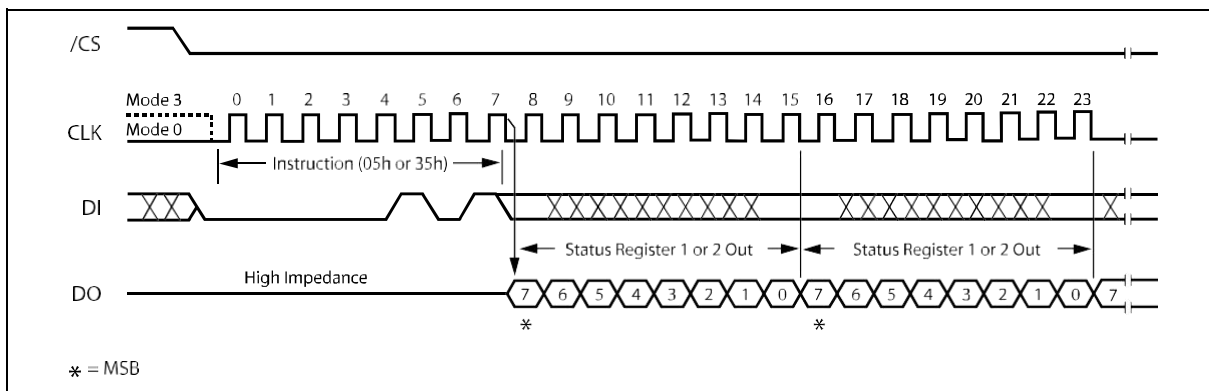 /CS
Mode 3
0 1 2 3 4 5 6 7 8 9 10 11 12 13 14 15 16 17 18 19 20 21 22 23
CLK
Mode 0
Instruction (05h or 35h)
DI
Status Register 1 or 2 Out
Status Register 1 or 2 Out
High Impedance
DO
7 6 5 4 3 2 1 0 7 6 5 4 3 2 1 0 7
* *
* = MSB